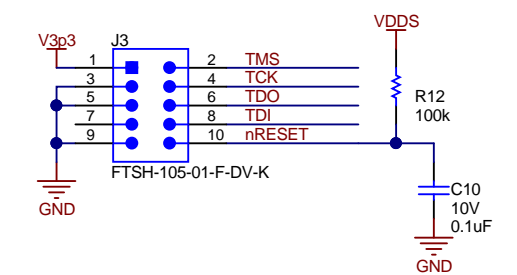 VDDS
V3p3
J3
1
2
TMS
3
4
TCK
5
6
TDO
7
8
TDI
9
10
nRESET
R12
100k
FTSH-105-01-F-DV-K
GND
C10
10V
0.1uF
GND